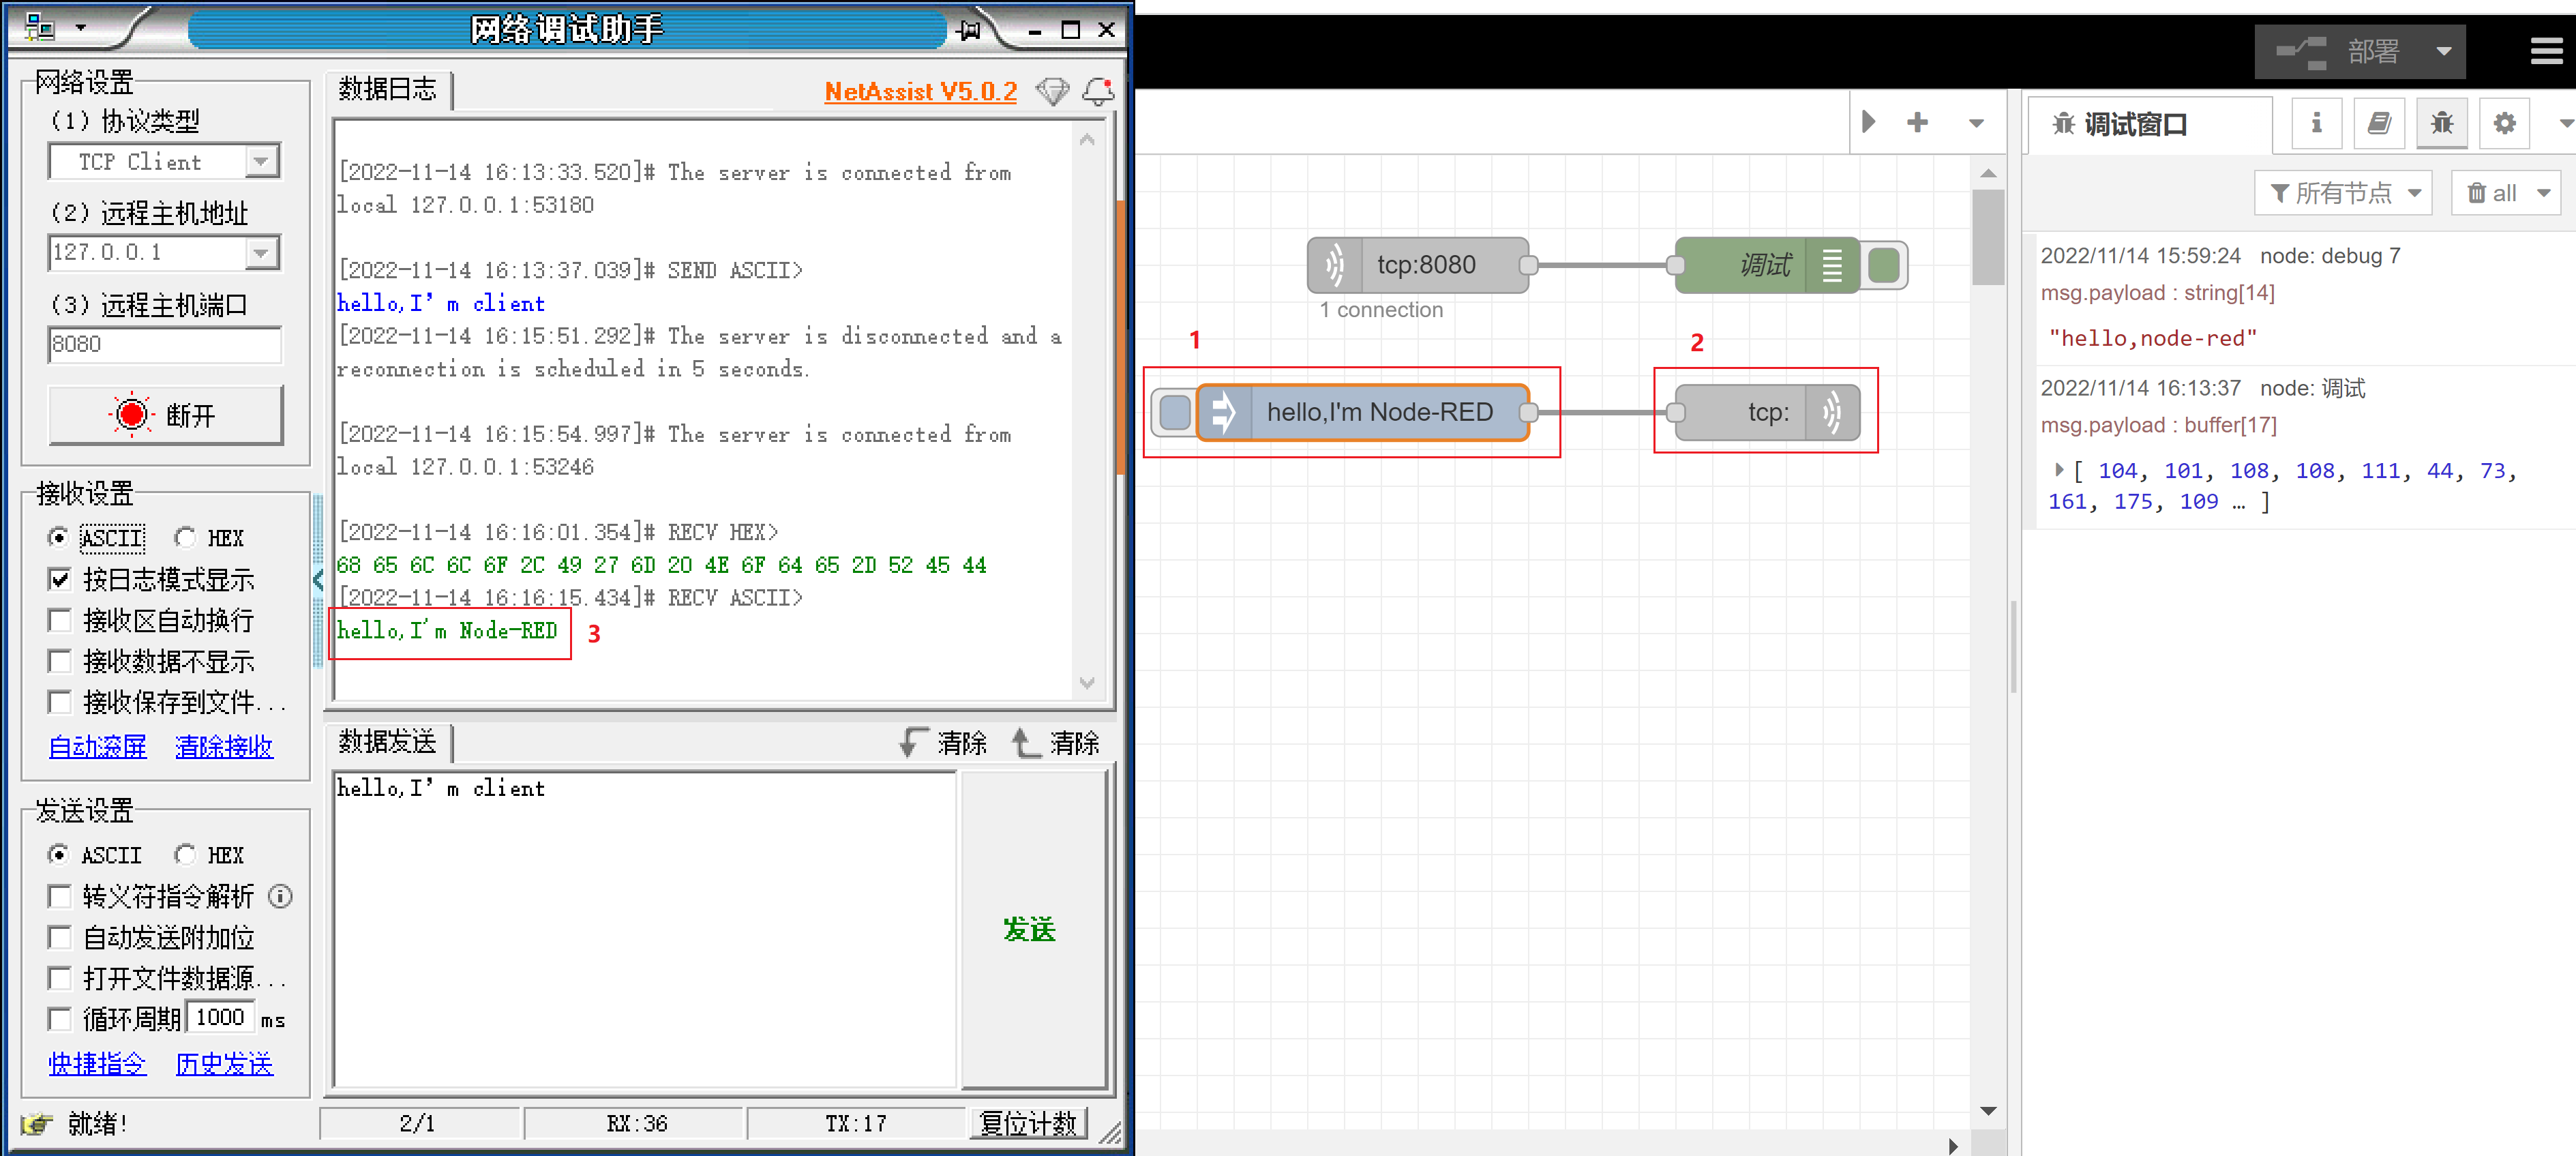 网络调试助手
网络设置
(1) 协议类型
TCP Client
(2) 远程主机地址
127.0.0.1
(3) 远程主机端口
8080
断开
接收设置
ASCII HEX
按日志模式显示
接收区自动换行
接收数据不显示
接收保存到文件...
自动滚屏 清除接收
发送设置
ASCII HEX
转义符指令解析
自动发送附加位
打开文件数据源...
循环周期 1000 ms
快捷指令 历史发送
数据日志
NetAssist V5.0.2
[2022-11-14 16:13:33.520]# The server is connected from
local 127.0.0.1:53180
[2022-11-14 16:13:37.039]# SEND ASCII>
hello,I’m client
[2022-11-14 16:15:51.292]# The server is disconnected and a
reconnection is scheduled in 5 seconds.
[2022-11-14 16:15:54.997]# The server is connected from
local 127.0.0.1:53246
[2022-11-14 16:16:01.354]# RECV HEX>
68 65 6C 6C 6F 2C 49 27 6D 20 4E 6F 64 65 2D 52 45 44
[2022-11-14 16:16:15.434]# RECV ASCII>
hello,I'm Node-RED
3
数据发送 清除 清除
hello,I’m client
发送
就绪! 2/1 RX:36 TX:17 复位计数
部署
tcp:8080
1 connection
调试
1
2
hello,I'm Node-RED
tcp:
调试窗口
所有节点 all
2022/11/14 15:59:24 node: debug 7
msg.payload : string[14]
"hello,node-red"
2022/11/14 16:13:37 node: 调试
msg.payload : buffer[17]
[ 104, 101, 108, 108, 111, 44, 73,
161, 175, 109 … ]